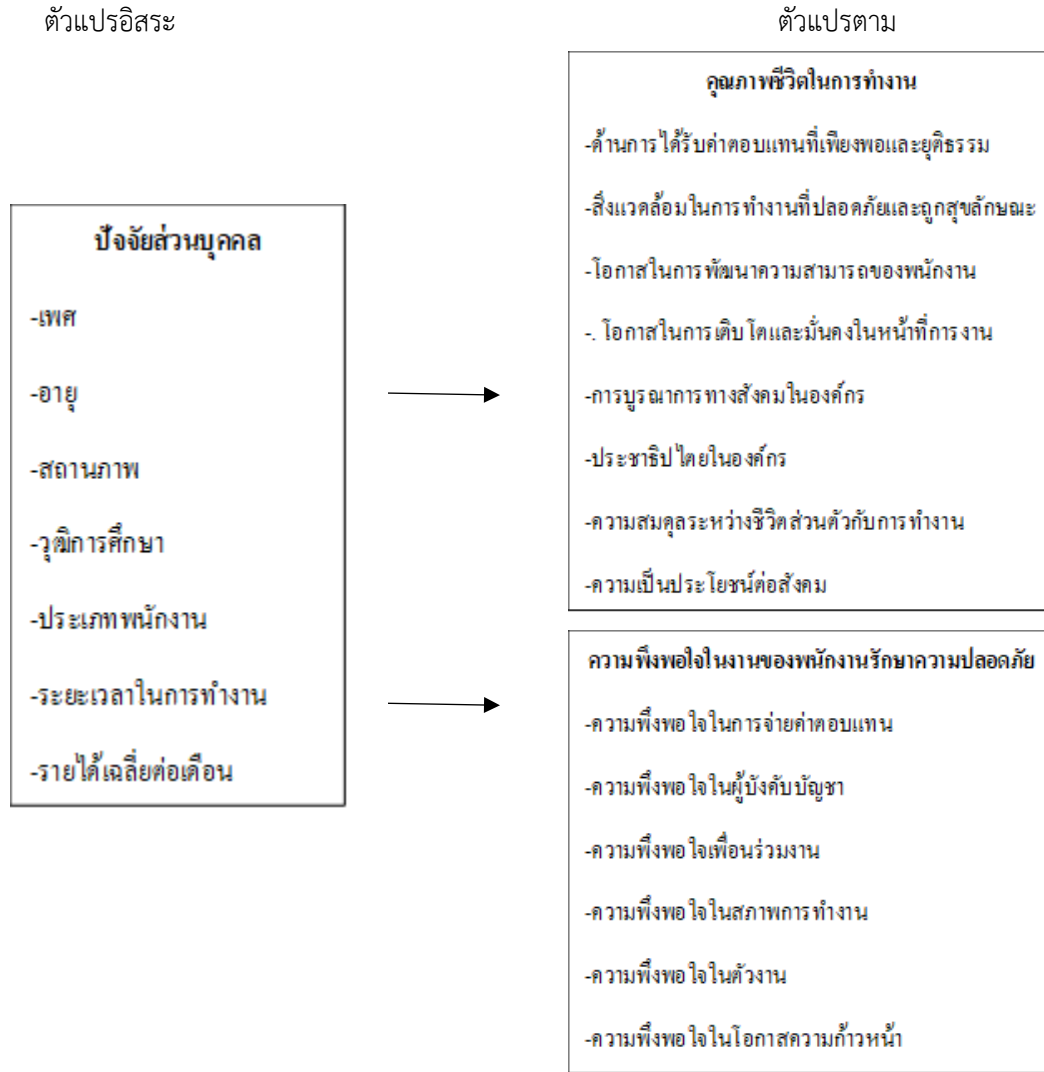 ตัวแปรอิสระ
ตัวแปรตาม
ปัจจัยส่วนบุคคล
-เพศ
-อายุ
-สถานภาพ
-วุฒิการศึกษา
-ประเภทพนักงาน
-ระยะเวลาในการทำงาน
-รายได้เฉลี่ยต่อเดือน
คุณภาพชีวิตในการทำงาน
-ด้านการได้รับค่าตอบแทนที่เพียงพอและยุติธรรม
-สิ่งแวดล้อมในการทำงานที่ปลอดภัยและถูกสุขลักษณะ
-โอกาสในการพัฒนาความสามารถของพนักงาน
-. โอกาสในการเติบโตและมั่นคงในหน้าที่การงาน
-การบูรณาการทางสังคมในองค์กร
-ประชาธิปไตยในองค์กร
-ความสมดุลระหว่างชีวิตส่วนตัวกับการทำงาน
-ความเป็นประโยชน์ต่อสังคม
ความพึงพอใจในงานของพนักงานรักษาความปลอดภัย
-ความพึงพอใจในการจ่ายค่าตอบแทน
-ความพึงพอใจในผู้บังคับบัญชา
-ความพึงพอใจเพื่อนร่วมงาน
-ความพึงพอใจในสภาพการทำงาน
-ความพึงพอใจในตัวงาน
-ความพึงพอใจในโอกาสความก้าวหน้า